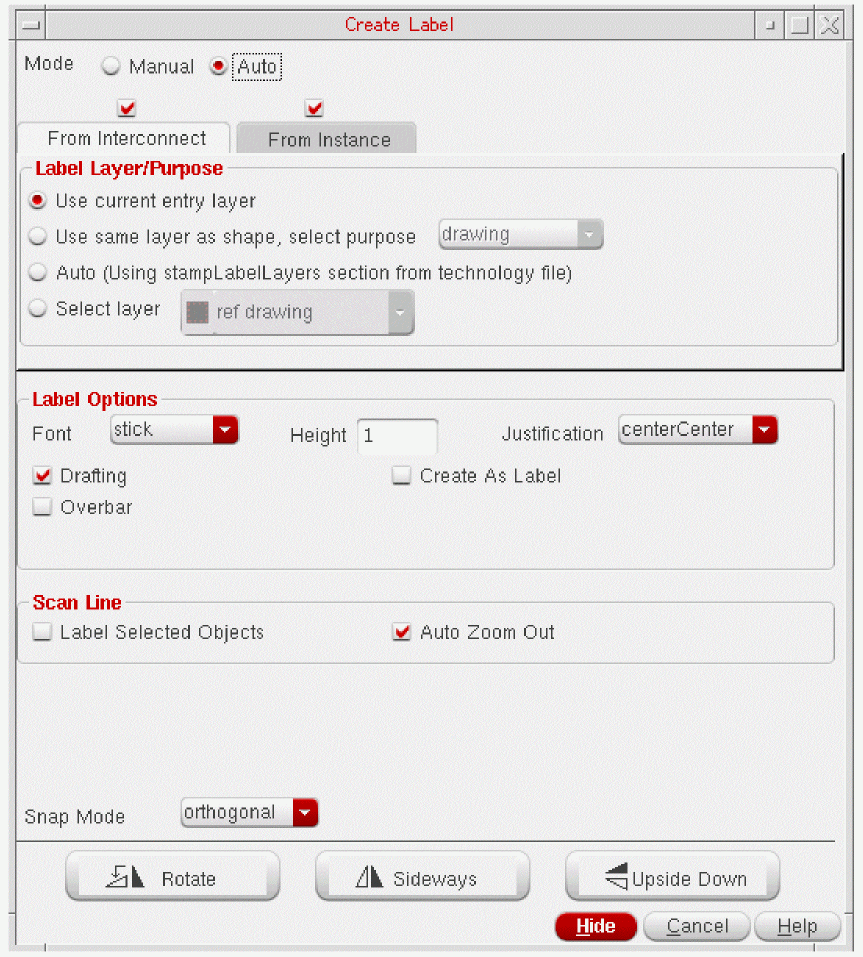 Create Label
Mode Manual Auto
From Interconnect From Instance
Label Layer/Purpose
Use current entry layer
Use same layer as shape, select purpose drawing
Auto (Using stampLabelLayers section from technology file)
Select layer ref drawing
Label Options
Font stick Height 1 Justification centerCenter
Drafting Create As Label
Overbar
Scan Line
Label Selected Objects Auto Zoom Out
Snap Mode orthogonal
Rotate Sideways Upside Down
Hide Cancel Help